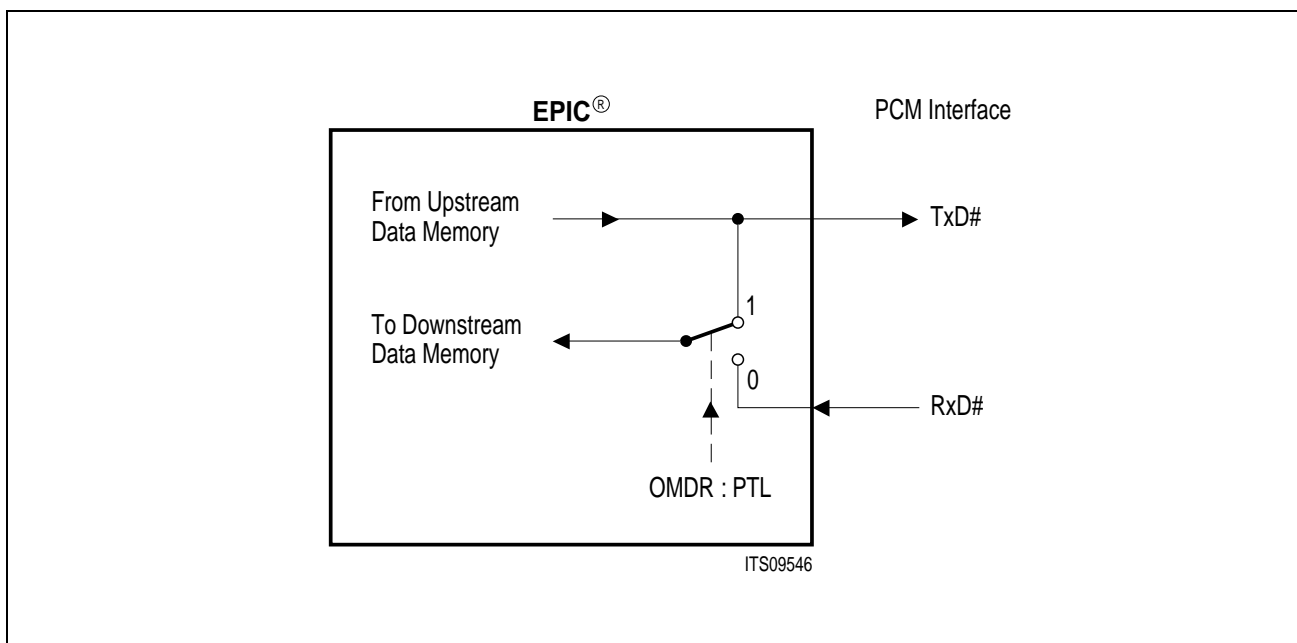 EPIC®
PCM Interface
From Upstream
Data Memory
TxD#
1
To Downstream
Data Memory
0
RxD#
OMDR : PTL
ITS09546